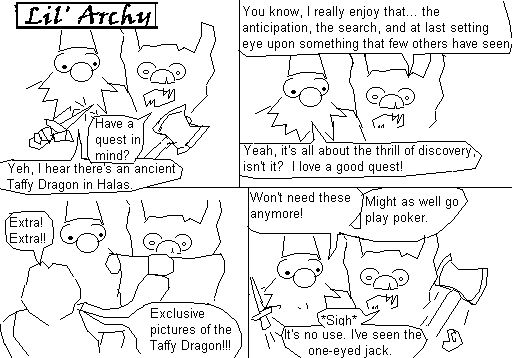 Lil' Archy
Have a
quest in
mind?
Yeh, I hear there's an ancient
Taffy Dragon in Halas.
You know, I really enjoy that... the
anticipation, the search, and at last setting
eye upon something that few others have seen
Yeah, it's all about the thrill of discovery,
isn't it? I love a good quest!
Extra!
Extra!!
Exclusive
pictures of the
Taffy Dragon!!!
Won't need these
anymore!
Might as well go
play poker.
*Sigh*
It's no use. I've seen the
one-eyed jack.